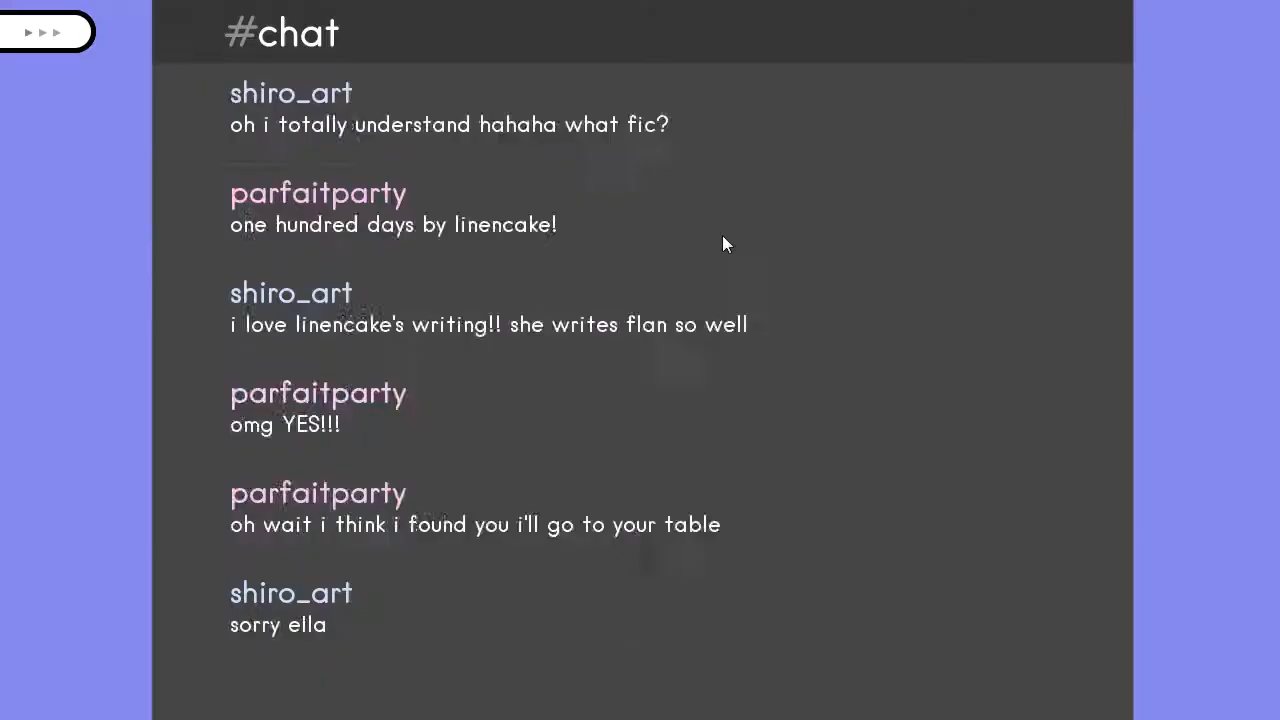 #chat
shiro_art
oh i totally understand hahaha what fic?
parfaitparty
one hundred days by linencake!
shiro_art
i love linencake's writing!! she writes flan so well
parfaitparty
omg YES!!!
parfaitparty
oh wait i think i found you i'll go to your table
shiro_art
sorry ella